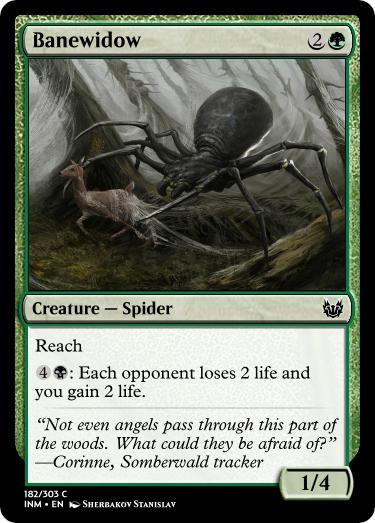 Banewidow 2
Creature — Spider
Reach
4: Each opponent loses 2 life and
you gain 2 life.
“Not even angels pass through this part of
the woods. What could they be afraid of?”
—Corinne, Somberwald tracker
1/4
182/303 C
INM • EN Sherbakov Stanislav